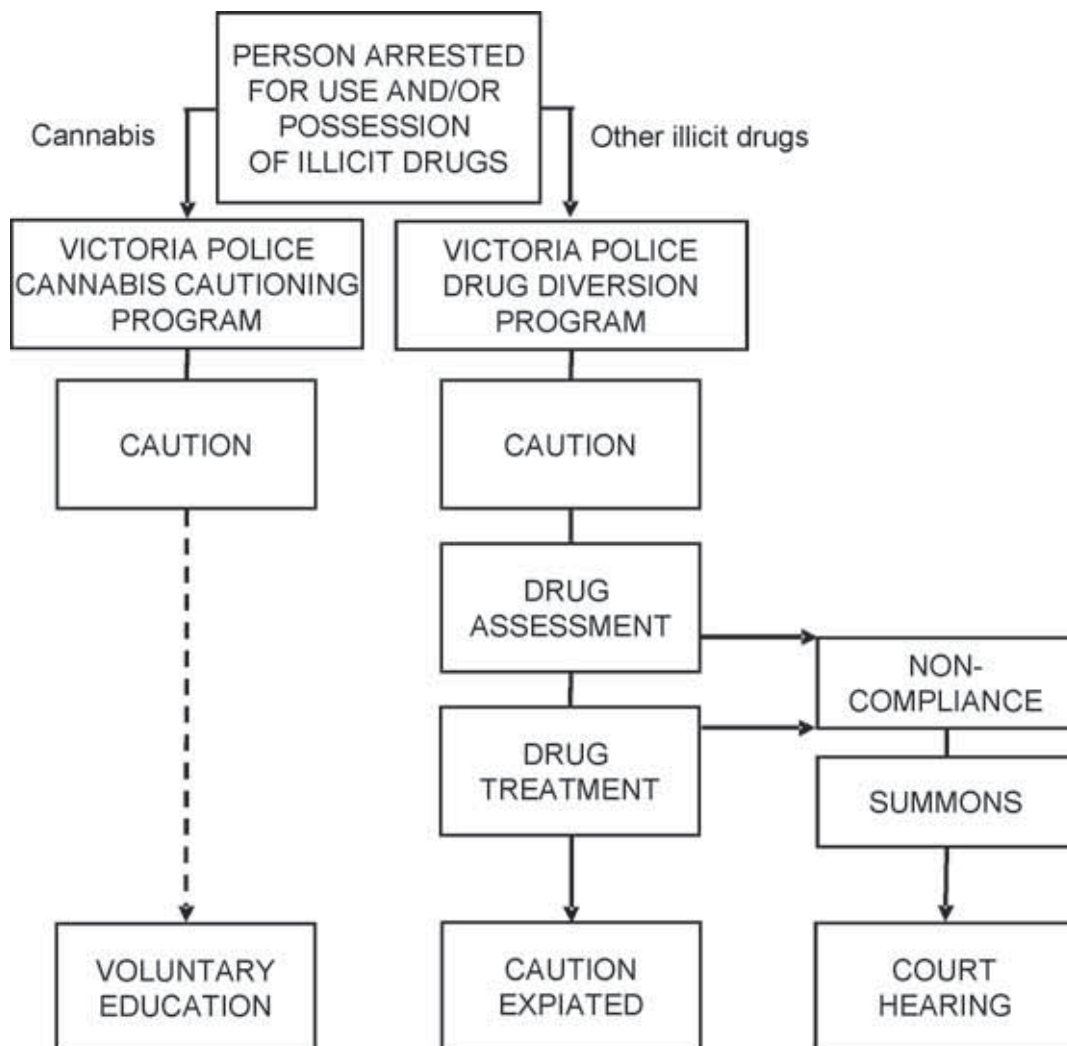 PERSON ARRESTED
FOR USE AND/OR
POSSESSION
OF ILLICIT DRUGS
Cannabis
Other illicit drugs
VICTORIA POLICE
CANNABIS CAUTIONING
PROGRAM
VICTORIA POLICE
DRUG DIVERSION
PROGRAM
CAUTION
CAUTION
DRUG
ASSESSMENT
NON-
COMPLIANCE
DRUG
TREATMENT
SUMMONS
VOLUNTARY
EDUCATION
CAUTION
EXPIATED
COURT
HEARING